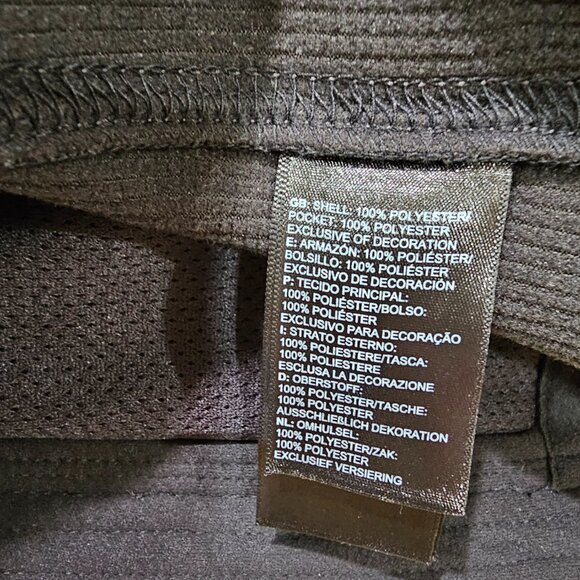 GB: SHELL: 100% POLYESTER/
POCKET: 100% POLYESTER
EXCLUSIVE OF DECORATION
E: ARMAZÓN: 100% POLIÉSTER/
BOLSILLO: 100% POLIÉSTER
EXCLUSIVO DE DECORACIÓN
P: TECIDO PRINCIPAL:
100% POLIÉSTER/BOLSO:
100% POLIÉSTER
EXCLUSIVO PARA DECORAÇÃO
I: STRATO ESTERNO:
100% POLIESTERE/TASCA:
100% POLIESTERE
ESCLUSA LA DECORAZIONE
D: OBERSTOFF:
100% POLYESTER/TASCHE:
100% POLYESTER
AUSSCHLIEßLICH DEKORATION
NL: OMHULSEL:
100% POLYESTER/ZAK:
100% POLYESTER
EXCLUSIEF VERSIERING